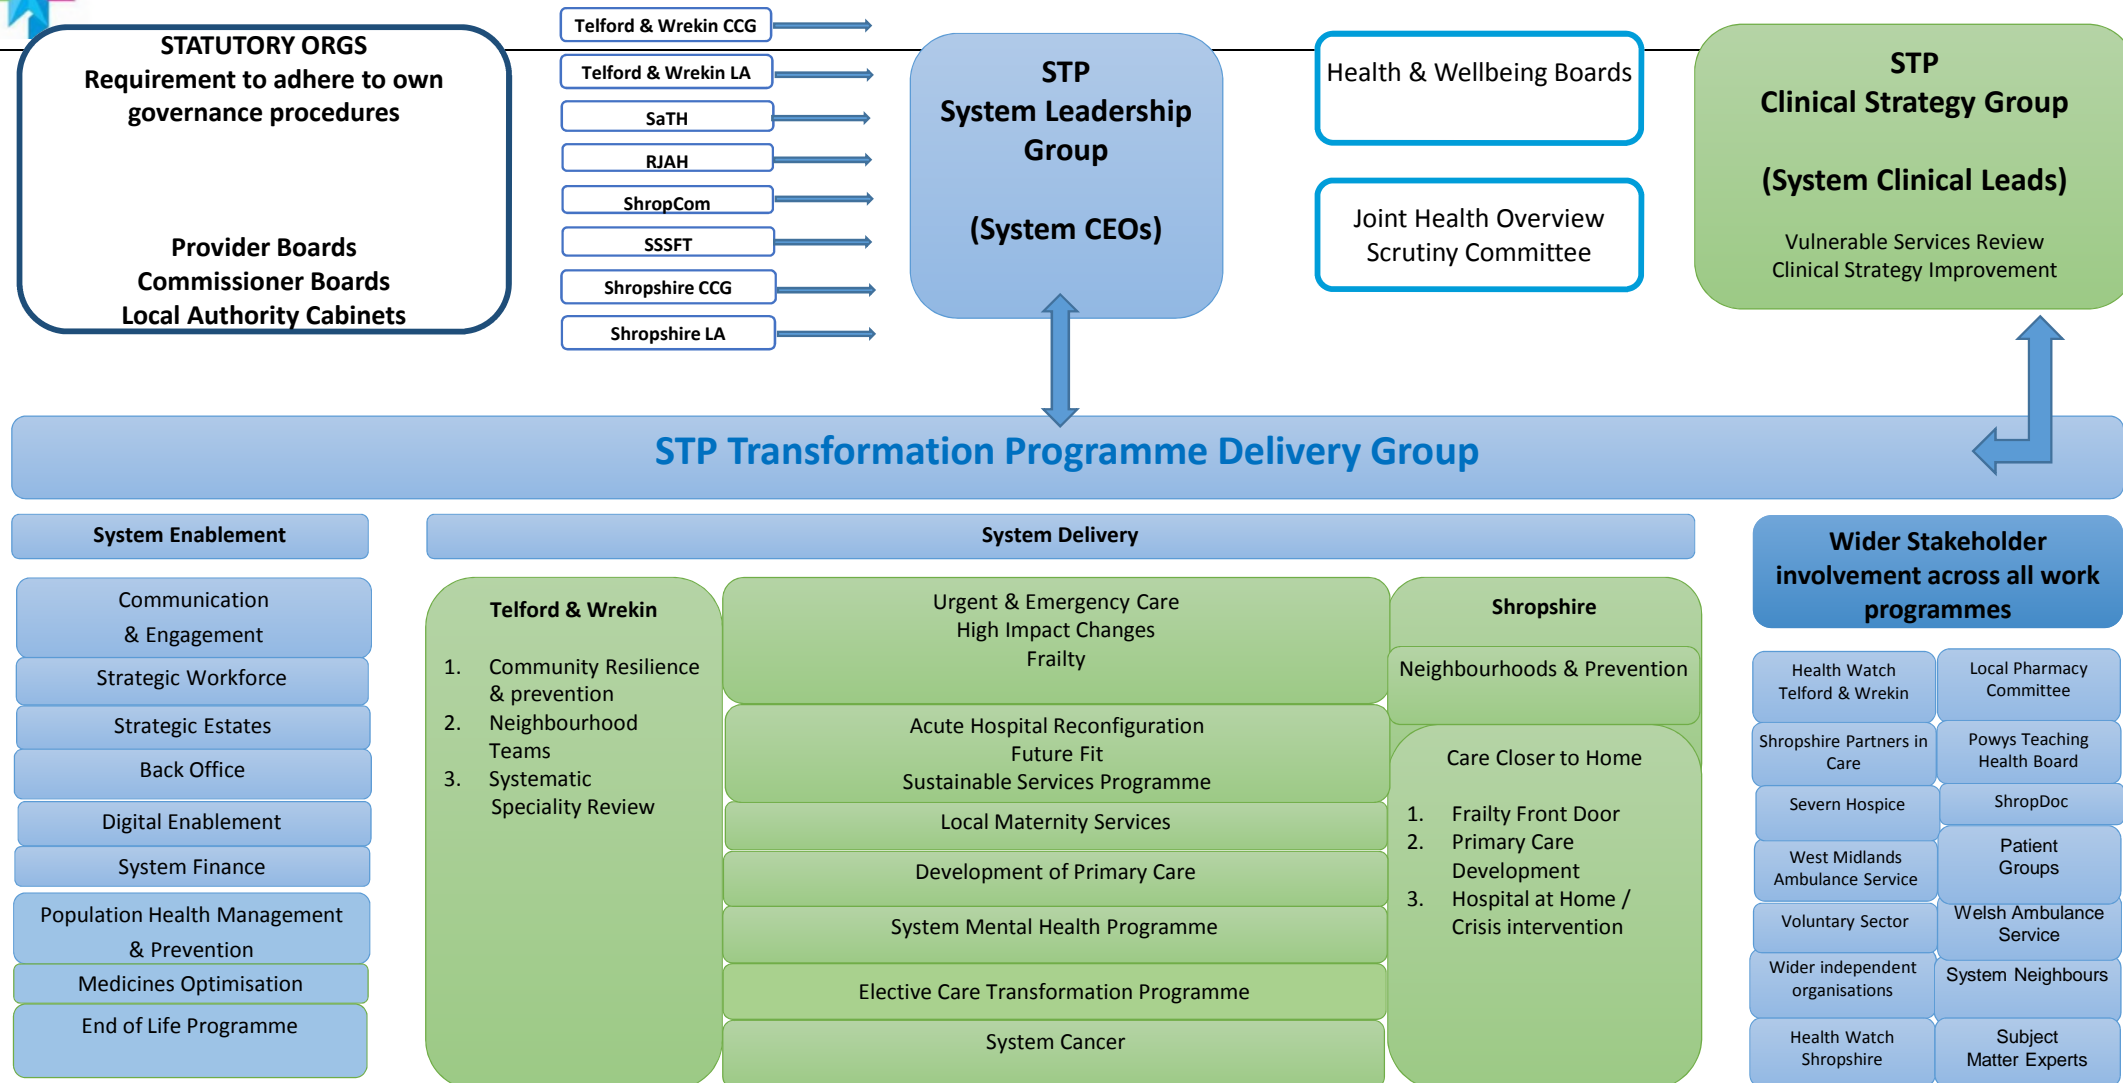 STATUTORY ORGS
Requirement to adhere to own
governance procedures
Provider Boards
Commissioner Boards
Local Authority Cabinets
Telford & Wrekin CCG
Telford & Wrekin LA
SaTH
RJAH
ShropCom
SSSFT
Shropshire CCG
Shropshire LA
STP
System Leadership
Group
(System CEOs)
Health & Wellbeing Boards
Joint Health Overview
Scrutiny Committee
STP
Clinical Strategy Group
(System Clinical Leads)
Vulnerable Services Review
Clinical Strategy Improvement
STP Transformation Programme Delivery Group
System Enablement
Communication
& Engagement
Strategic Workforce
Strategic Estates
Back Office
Digital Enablement
System Finance
Population Health Management
& Prevention
Medicines Optimisation
End of Life Programme
System Delivery
Telford & Wrekin
1. Community Resilience
& prevention
2. Neighbourhood
Teams
3. Systematic
Speciality Review
Urgent & Emergency Care
High Impact Changes
Frailty
Acute Hospital Reconfiguration
Future Fit
Sustainable Services Programme
Local Maternity Services
Development of Primary Care
System Mental Health Programme
Elective Care Transformation Programme
System Cancer
Shropshire
Neighbourhoods & Prevention
Care Closer to Home
1. Frailty Front Door
2. Primary Care
Development
3. Hospital at Home /
Crisis intervention
Wider Stakeholder
involvement across all work
programmes
Health Watch
Telford & Wrekin
Local Pharmacy
Committee
Shropshire Partners in
Care
Powys Teaching
Health Board
Severn Hospice
ShropDoc
West Midlands
Ambulance Service
Patient
Groups
Voluntary Sector
Welsh Ambulance
Service
Wider independent
organisations
System Neighbours
Health Watch
Shropshire
Subject
Matter Experts